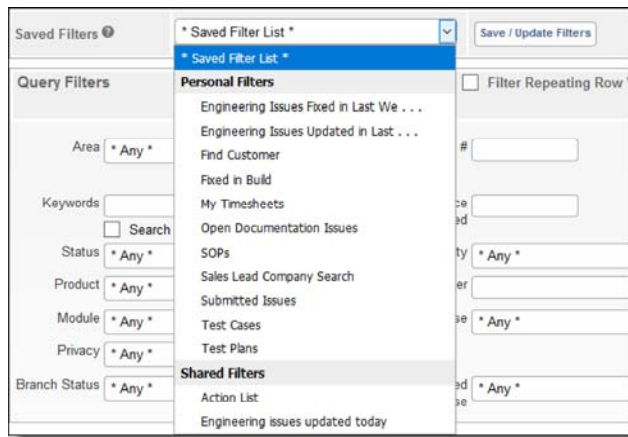 Saved Filters
* Saved Filter List *
Save / Update Filters
* Saved Filter List *
Query Filters
Personal Filters
Filter Repeating Row
Engineering Issues Fixed in Last We . . .
Engineering Issues Updated in Last . . .
Area
* Any *
#
Find Customer
Fixed in Build
Keywords
My Timesheets
Search
Open Documentation Issues
Status
* Any *
SOPs
ty
* Any *
Product
* Any *
Sales Lead Company Search
er
Submitted Issues
Module
* Any *
Test Cases
se
* Any *
Privacy
* Any *
Test Plans
Shared Filters
Branch Status
* Any *
Action List
ed
* Any *
Engineering issues updated today